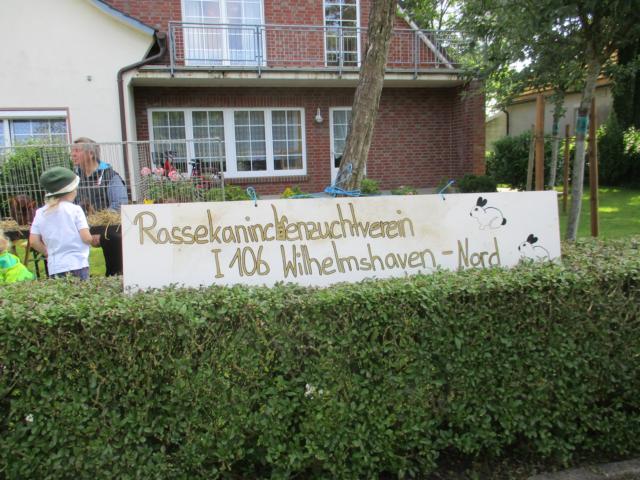 Rassekaninchenzuchtverein
I 106 Wilhelmshaven - Nord